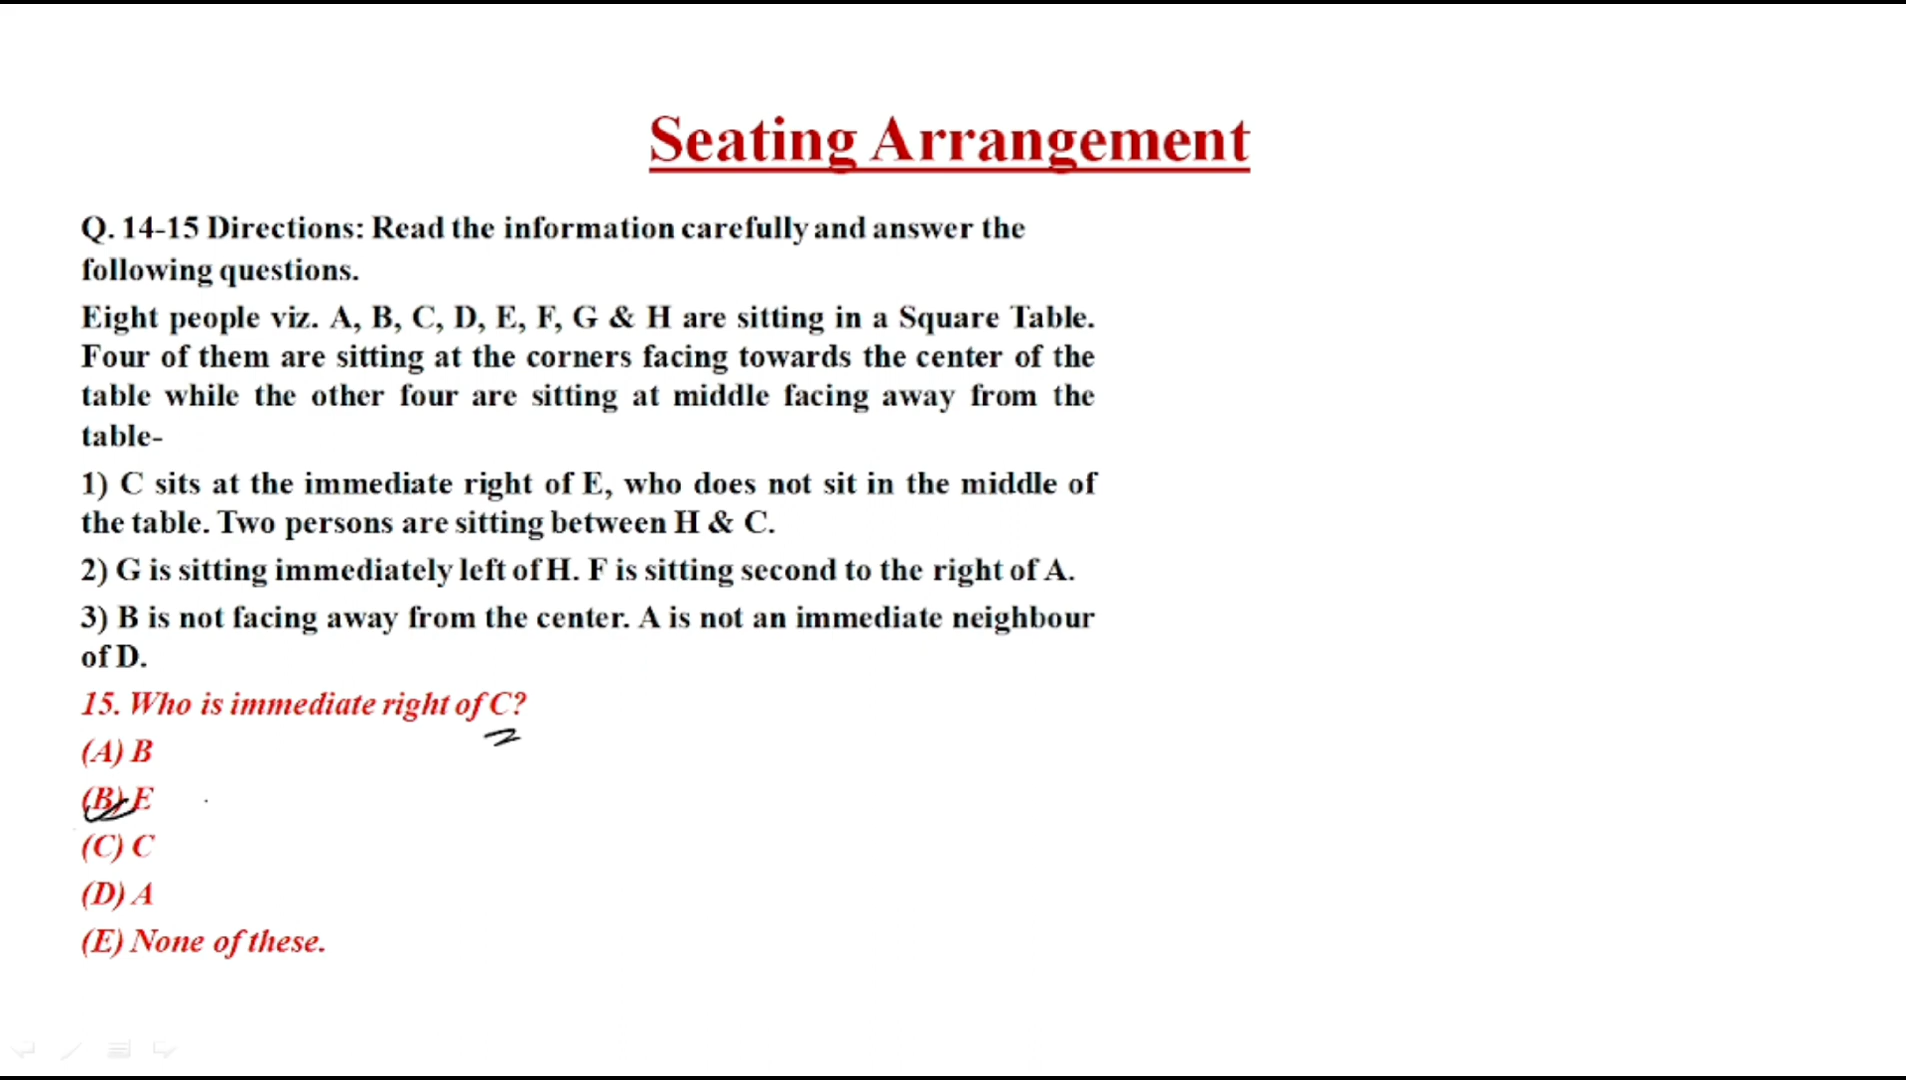 Seating Arrangement
Q. 14-15 Directions: Read the information carefully and answer the
following questions.
Eight people viz. A, B, C, D, E, F, G & H are sitting in a Square Table.
Four of them are sitting at the corners facing towards the center of the
table while the other four are sitting at middle facing away from the
table-
1) C sits at the immediate right of E, who does not sit in the middle of
the table. Two persons are sitting between H & C.
2) G is sitting immediately left of H. F is sitting second to the right of A.
3) B is not facing away from the center. A is not an immediate neighbour
of D.
15. Who is immediate right of C?
(A) B
(B) E
(C) C
(D) A
(E) None of these.